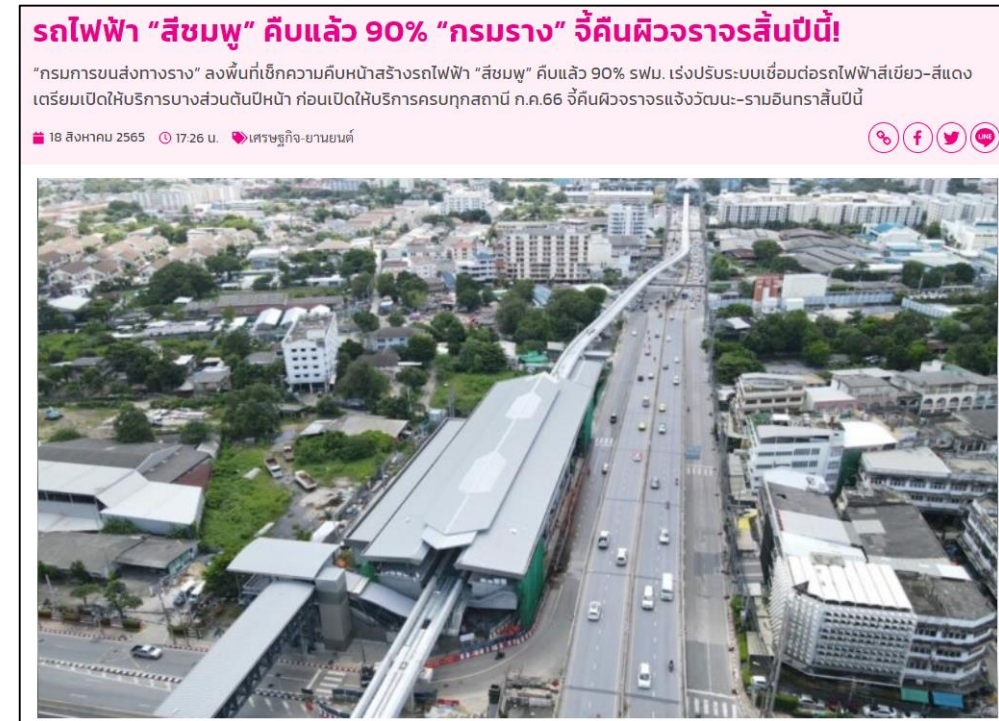 รถไฟฟ้า “สีชมพู” คืบแล้ว 90% “กรมราง” จี้คืนผิวจราจรสิ้นปีนี้!
“กรมการขนส่งทางราง” ลงพื้นที่เช็กความคืบหน้าสร้างรถไฟฟ้า “สีชมพู” คืบแล้ว 90% รฟม. เร่งปรับระบบเชื่อมต่อรถไฟฟ้าสีเขียว-สีแดง
เตรียมเปิดให้บริการบางส่วนต้นปีหน้า ก่อนเปิดให้บริการครบทุกสถานี ก.ค.66 จี้คืนผิวจราจรแจ้งวัฒนะ-รามอินทราสิ้นปีนี้
18 สิงหาคม 2565 17:26 น. เศรษฐกิจ-ยานยนต์
LINE